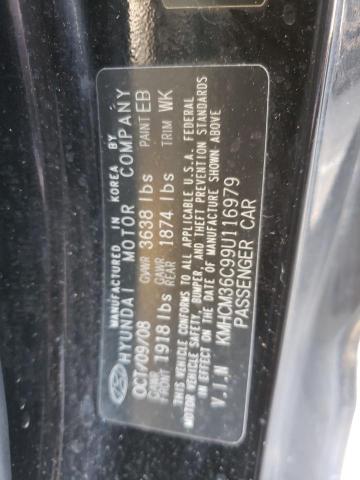 MANUFACTURED IN KOREA BY
HYUNDAI MOTOR COMPANY
OCT/09/08 GVWR 3638 lbs PAINT EB
GAWR FRONT 1918 lbs GAWR REAR 1874 lbs TRIM WK
THIS VEHICLE CONFORMS TO ALL APPLICABLE U.S.A. FEDERAL
MOTOR VEHICLE SAFETY, BUMPER, AND THEFT PREVENTION STANDARDS
IN EFFECT ON THE DATE OF MANUFACTURE SHOWN ABOVE
V.I.N KMHCM36C99U116979
PASSENGER CAR